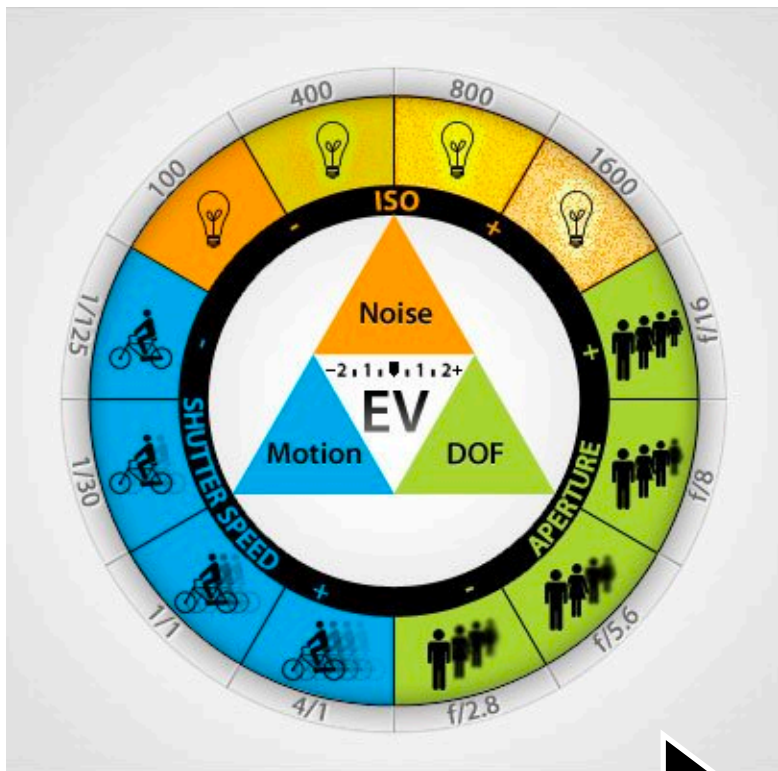 400
800
100
1600
ISO
-
+
Noise
1/125
f/16
-
+
-2 1 1 2+
EV
Motion
DOF
SHUTTER SPEED
APERTURE
1/30
f/8
+
-
1/1
f/5.6
4/1
f/2.8